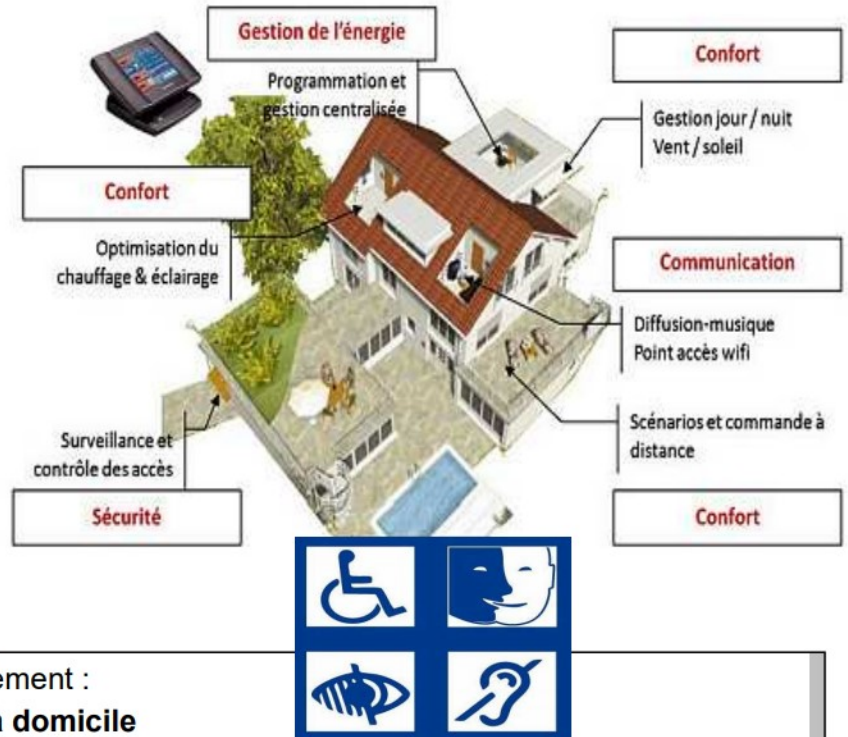 Gestion de l'énergie
Programmation et
gestion centralisée
Confort
Gestion jour / nuit
Vent / soleil
Confort
Optimisation du
chauffage & éclairage
Communication
Diffusion-musique
Point accès wifi
Scénarios et commande à
distance
Confort
Surveillance et
contrôle des accès
Sécurité
ement :
domicile